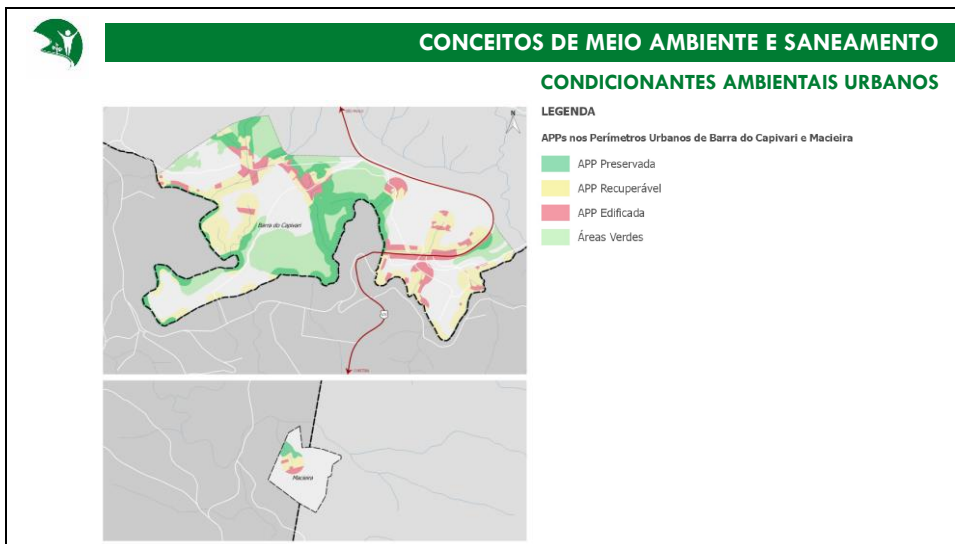 CONCEITOS DE MEIO AMBIENTE E SANEAMENTO
CONDICIONANTES AMBIENTAIS URBANOS
LEGENDA
APPs nos Perímetros Urbanos de Barra do Capivari e Macieira
APP Preservada
APP Recuperável
APP Edificada
Áreas Verdes
N
Barra do Capivari
Macieira